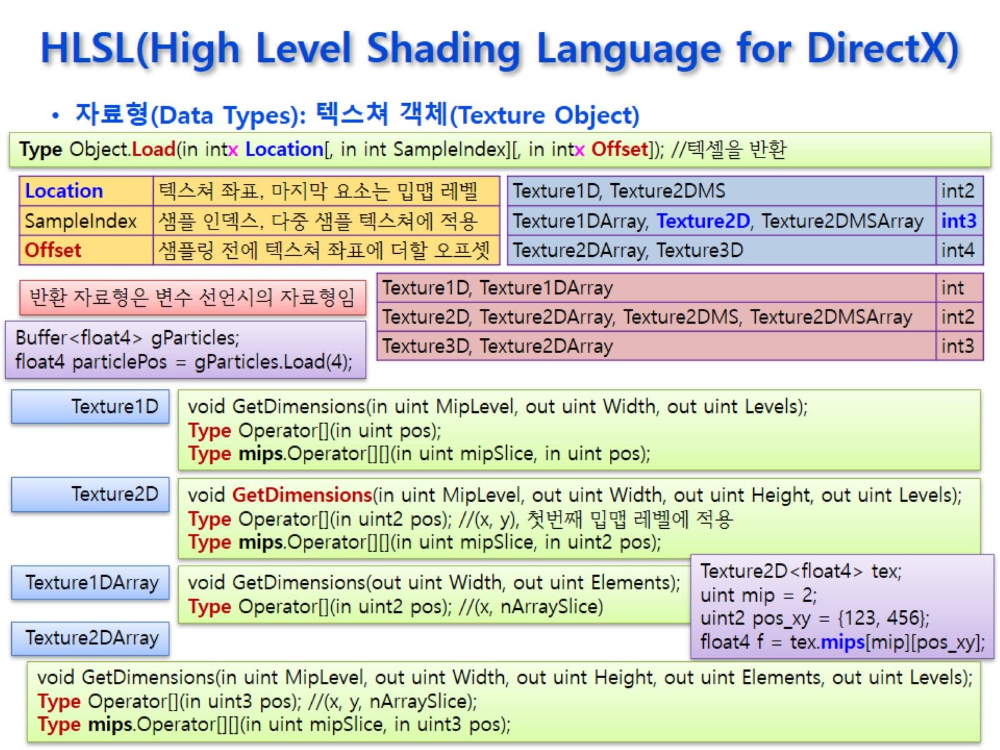 HLSL(High Level Shading Language for DirectX)
• 자료형(Data Types): 텍스쳐 객체(Texture Object)
Type Object.Load(in intx Location[, in int SampleIndex][, in intx Offset]); //텍셀을 반환
Location 텍스쳐 좌표, 마지막 요소는 밉맵 레벨
SampleIndex 샘플 인덱스, 다중 샘플 텍스쳐에 적용
Offset 샘플링 전에 텍스쳐 좌표에 더할 오프셋
Texture1D, Texture2DMS int2
Texture1DArray, Texture2D, Texture2DMSArray int3
Texture2DArray, Texture3D int4
반환 자료형은 변수 선언시의 자료형임
Texture1D, Texture1DArray int
Texture2D, Texture2DArray, Texture2DMS, Texture2DMSArray int2
Texture3D, Texture2DArray int3
Buffer<float4> gParticles;
float4 particlePos = gParticles.Load(4);
Texture1D
void GetDimensions(in uint MipLevel, out uint Width, out uint Levels);
Type Operator[](in uint pos);
Type mips.Operator[][](in uint mipSlice, in uint pos);
Texture2D
void GetDimensions(in uint MipLevel, out uint Width, out uint Height, out uint Levels);
Type Operator[](in uint2 pos); //(x, y), 첫번째 밉맵 레벨에 적용
Type mips.Operator[][](in uint mipSlice, in uint2 pos);
Texture1DArray
void GetDimensions(out uint Width, out uint Elements);
Type Operator[](in uint2 pos); //(x, nArraySlice)
Texture2D<float4> tex;
uint mip = 2;
uint2 pos_xy = {123, 456};
float4 f = tex.mips[mip][pos_xy];
Texture2DArray
void GetDimensions(in uint MipLevel, out uint Width, out uint Height, out uint Elements, out uint Levels);
Type Operator[](in uint3 pos); //(x, y, nArraySlice);
Type mips.Operator[][](in uint mipSlice, in uint3 pos);